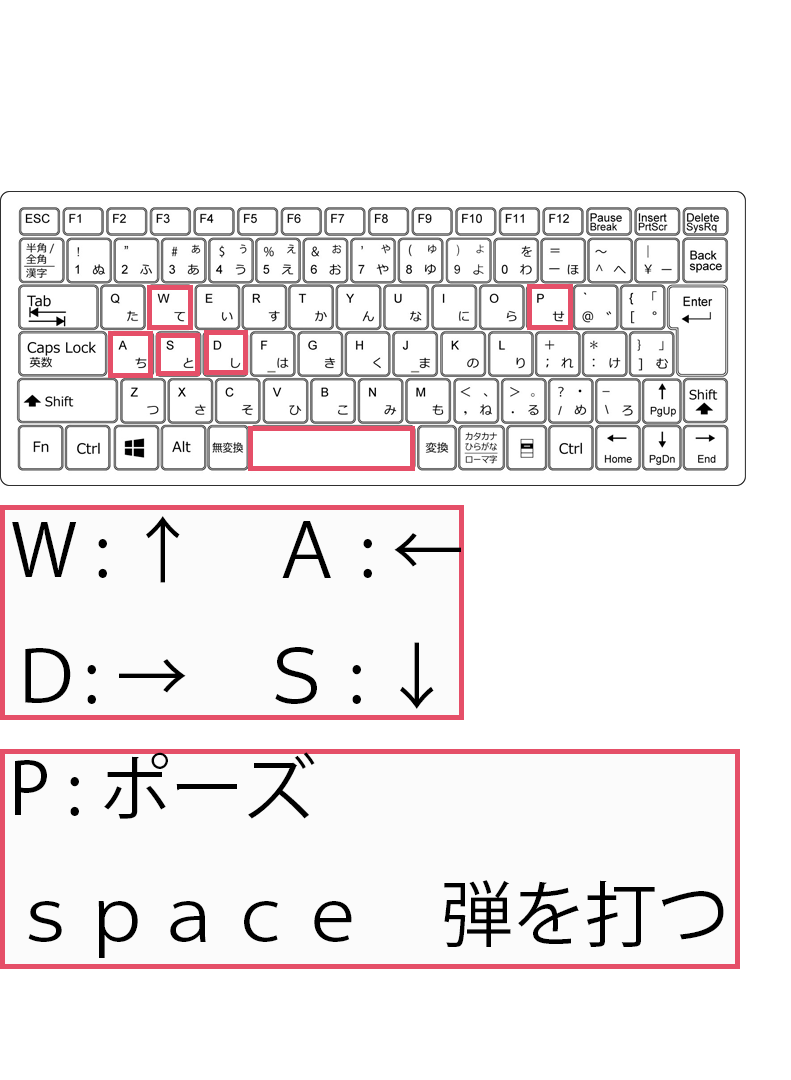 ESC F1 F2 F3 F4 F5 F6 F7 F8 F9 F10 F11 F12 Pause Break Insert PrtScr Delete SysRq
半角/全角 漢字 ! 1 ぬ " 2 ふ # 3 ぁ あ $ 4 ぅ う % 5 ぇ え & 6 ぉ お ' 7 ゃ や ( 8 ゅ ゆ ) 9 ょ よ 0 を わ = ー ほ ~ ^ へ | ¥ ー Back space
Tab Q た W て E い R す T か Y ん U な I に O ら P せ ` @ ゛ { 「 [ ゜ Enter
Caps Lock 英数 A ち S と D し F は G き H く J ま K の L り + ; れ * : け } 」 ] む
Shift Z つ X さ C そ V ひ B こ N み M も < 、 , ね > 。 . る ? ・ / め _ \ ろ ↑ PgUp Shift
Fn Ctrl Alt 無変換 変換 カタカナ ひらがな ローマ字 Ctrl ← Home ↓ PgDn → End
W:↑ A:←
D:→ S:↓
P:ポーズ
space 弾を打つ